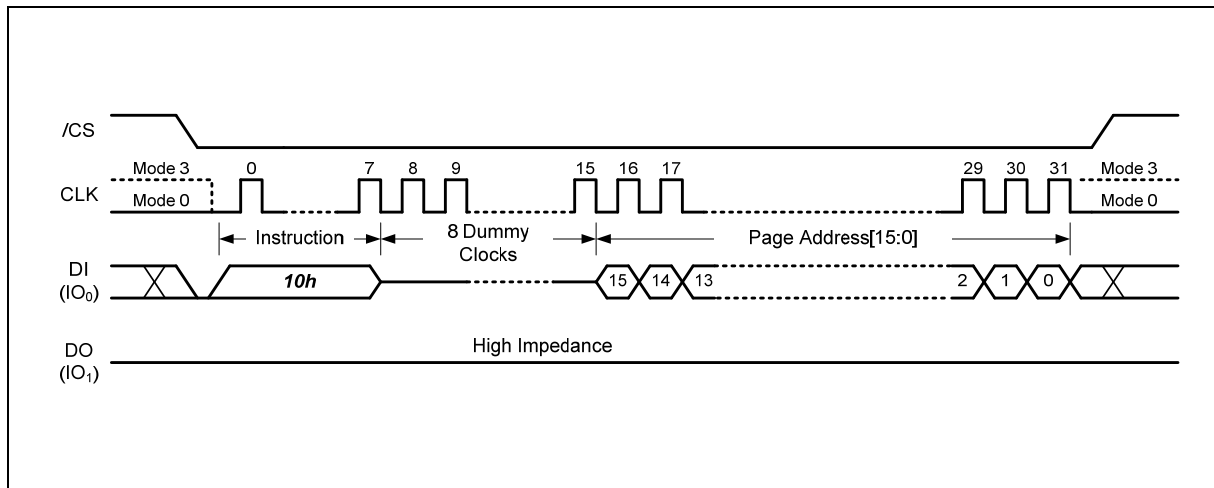 /CS
Mode 3 0 7 8 9 15 16 17 29 30 31 Mode 3
CLK
Mode 0 Mode 0
Instruction 8 Dummy Clocks Page Address[15:0]
DI
(IO₀)
10h 15 14 13 2 1 0
High Impedance
DO
(IO₁)